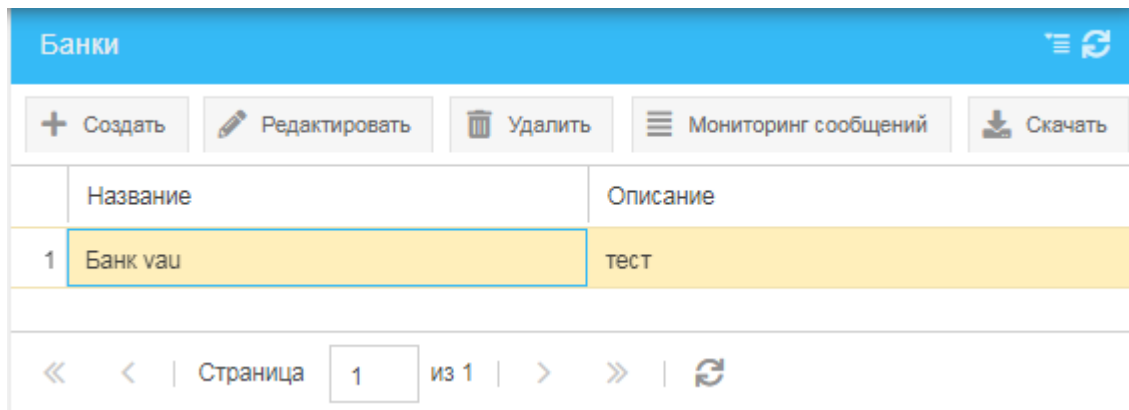 Банки
Создать Редактировать Удалить Мониторинг сообщений Скачать
Название Описание
1 Банк vau тест
Страница 1 из 1